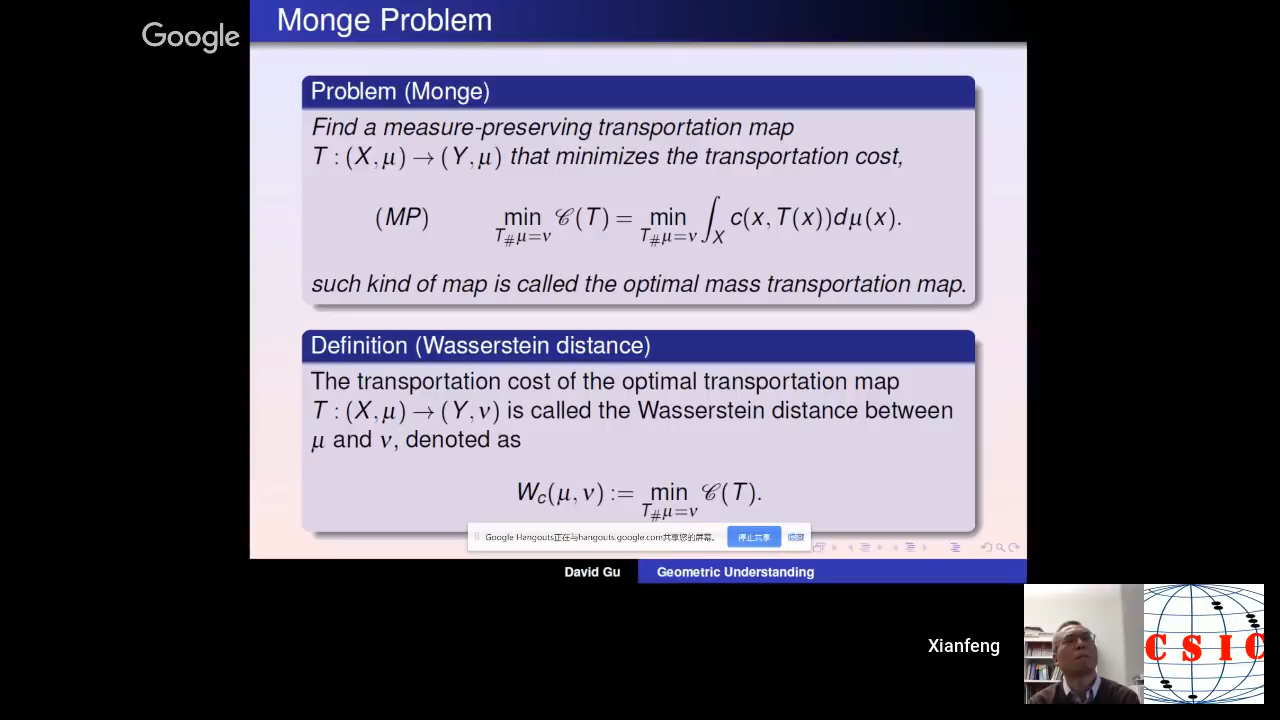 Google
Monge Problem
Problem (Monge)
Find a measure-preserving transportation map
T : (X, μ) → (Y, μ) that minimizes the transportation cost,
(MP) min 𝒞(T) = min ∫ c(x, T(x))dμ(x).
T#μ=ν T#μ=ν X
such kind of map is called the optimal mass transportation map.
Definition (Wasserstein distance)
The transportation cost of the optimal transportation map
T : (X, μ) → (Y, ν) is called the Wasserstein distance between
μ and ν, denoted as
Wc(μ, ν) := min 𝒞(T).
T#μ=ν
Google Hangouts正在与hangouts.google.com共享您的屏幕。 停止共享 隐藏
David Gu Geometric Understanding
Xianfeng
CSIC